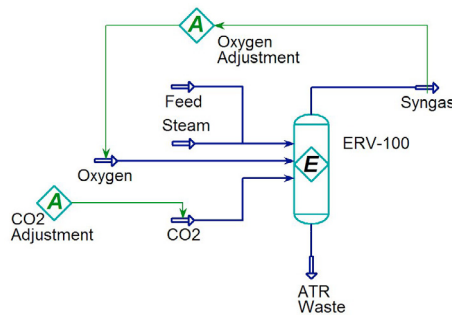 A
Oxygen
Adjustment
Feed
Syngas
Steam
ERV-100
E
Oxygen
A
CO2
Adjustment
CO2
ATR
Waste